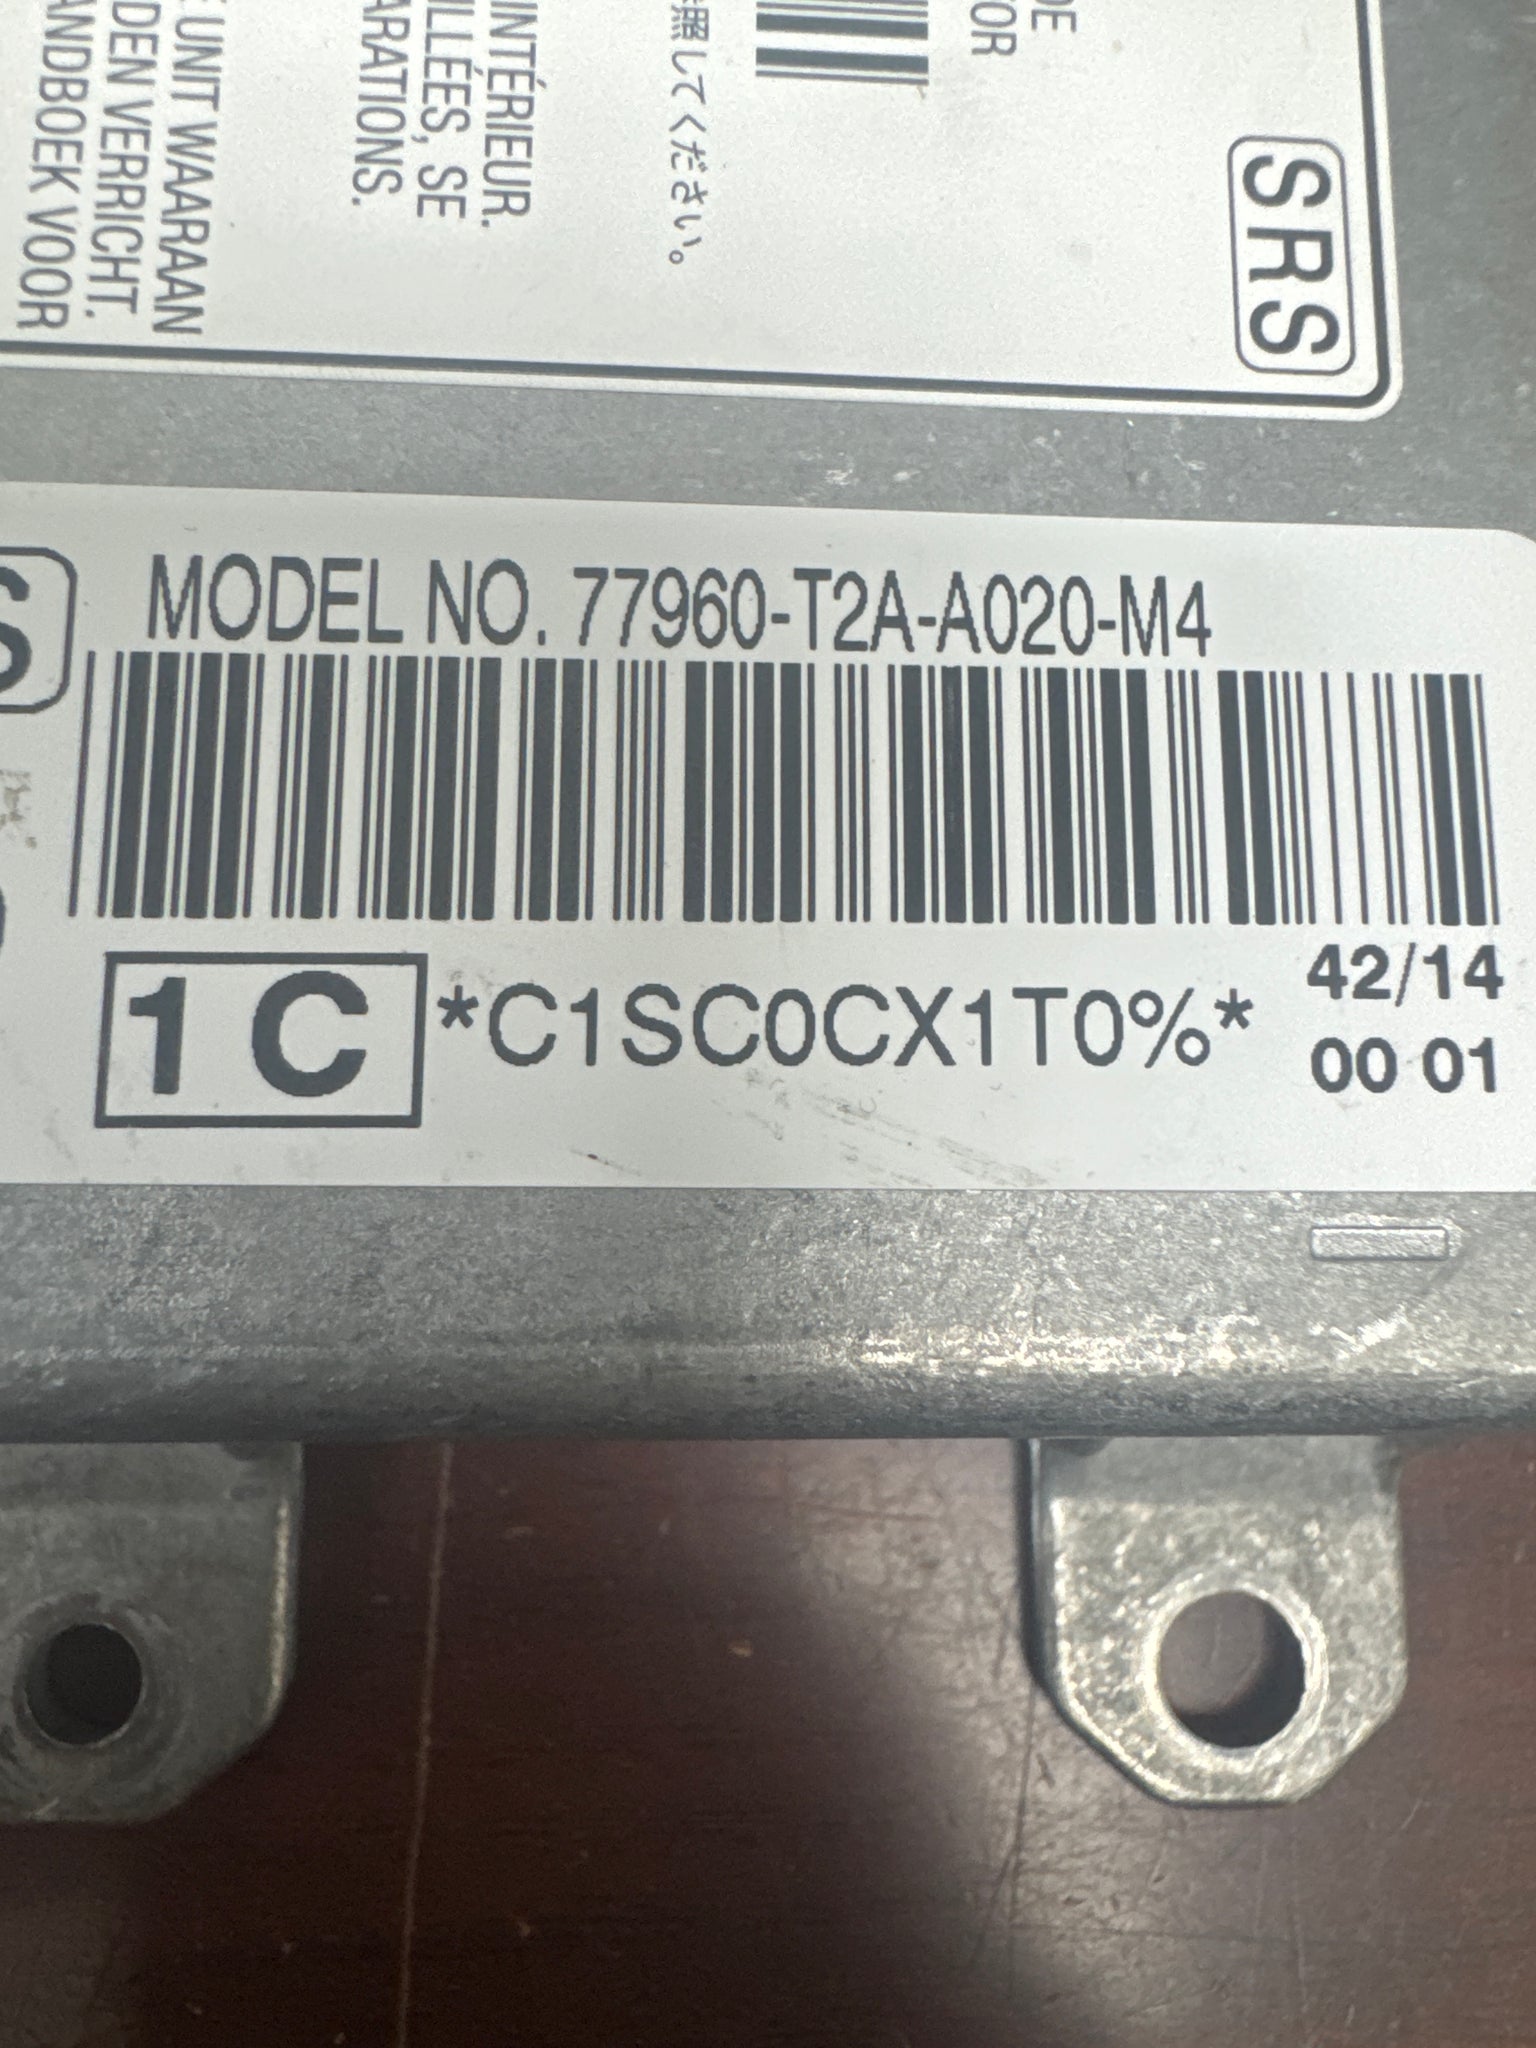 DE
TOR
照してください。
INTÉRIEUR.
ILLÉES, SE
ARATIONS.
UNIT WAARAAN
DEN VERRICHT.
ANDBOEK VOOR
SRS
S
MODEL NO. 77960-T2A-A020-M4
1 C
*C1SC0CX1T0%*
42/14
00 01